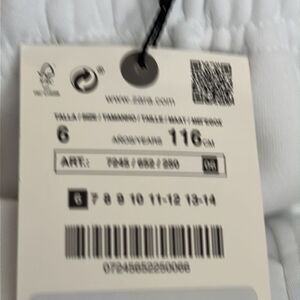 www.zara.com
TALLA / SIZE / TAMANHO / TAILLE / MAAT /
6 AÑOS/YEARS 116 CM
ART.: 7245 / 652 / 250 05
6 7 8 9 10 11-12 13-14
07245652250066